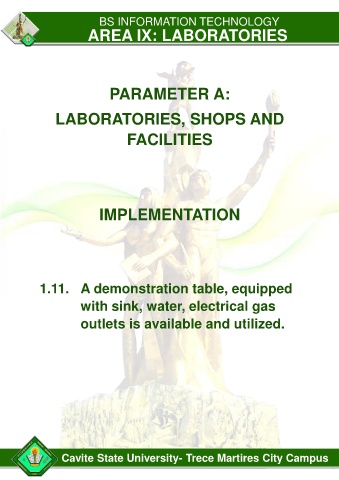 BS INFORMATION TECHNOLOGY
AREA IX: LABORATORIES
PARAMETER A:
LABORATORIES, SHOPS AND
FACILITIES
IMPLEMENTATION
1.11. A demonstration table, equipped
with sink, water, electrical gas
outlets is available and utilized.
Cavite State University- Trece Martires City Campus